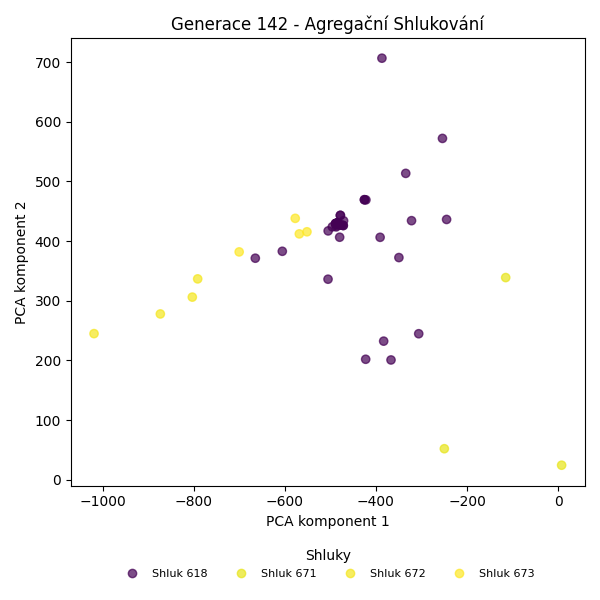 Generace 142 - Agregační Shlukování
PCA komponent 2
700
600
500
400
300
200
100
0
−1000
−800
−600
−400
−200
0
PCA komponent 1
Shluky
Shluk 618
Shluk 671
Shluk 672
Shluk 673